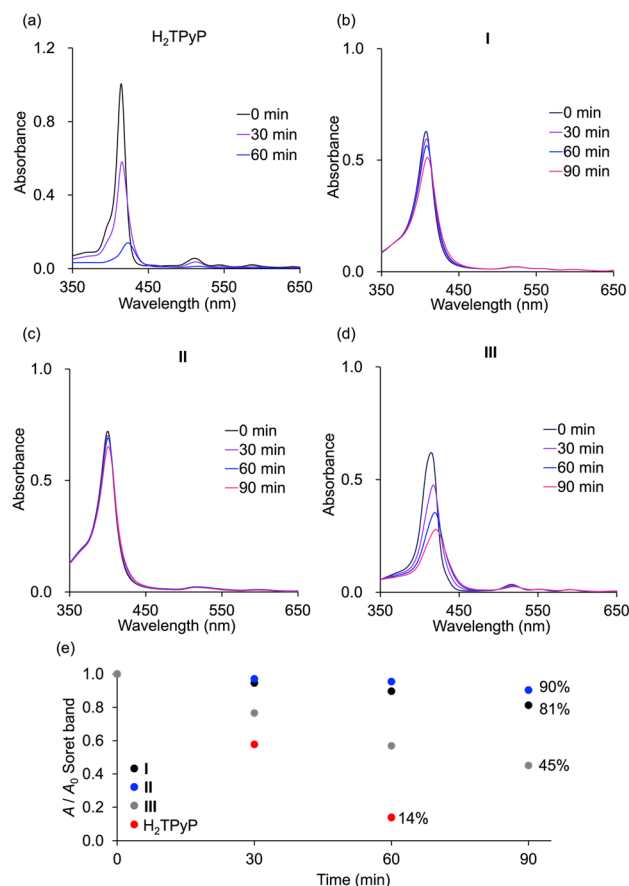 (a)
H₂TPyP
1.2
0.8
0.4
0.0
Absorbance
350
450
550
650
Wavelength (nm)
0 min
30 min
60 min
(b)
I
1.0
0.5
0.0
Absorbance
350
450
550
650
Wavelength (nm)
0 min
30 min
60 min
90 min
(c)
II
1.0
0.5
0.0
Absorbance
350
450
550
650
Wavelength (nm)
0 min
30 min
60 min
90 min
(d)
III
1.0
0.5
0.0
Absorbance
350
450
550
650
Wavelength (nm)
0 min
30 min
60 min
90 min
(e)
1.0
0.8
0.6
0.4
0.2
0.0
A / A₀ Soret band
I
II
III
H₂TPyP
90%
81%
45%
14%
0
30
60
90
Time (min)